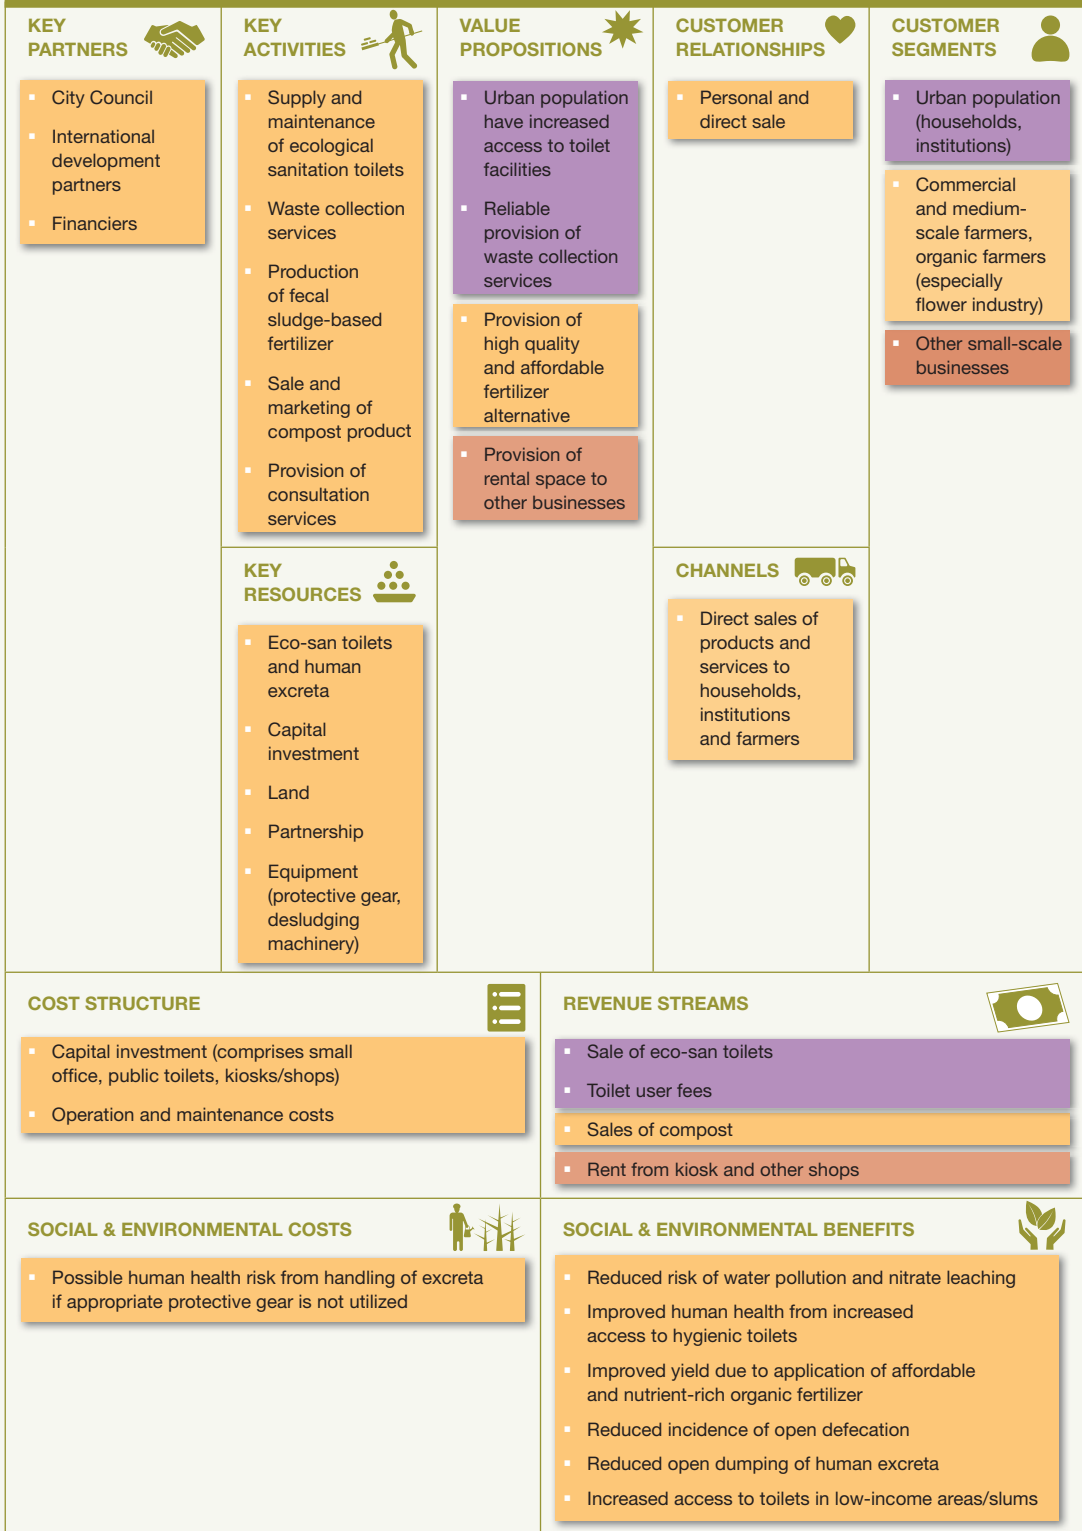 KEY
PARTNERS
City Council
International
development
partners
Financiers
KEY
ACTIVITIES
Supply and
maintenance
of ecological
sanitation toilets
Waste collection
services
Production
of fecal
sludge-based
fertilizer
Sale and
marketing of
compost product
Provision of
consultation
services
KEY
RESOURCES
Eco-san toilets
and human
excreta
Capital
investment
Land
Partnership
Equipment
(protective gear,
desludging
machinery)
VALUE
PROPOSITIONS
Urban population
have increased
access to toilet
facilities
Reliable
provision of
waste collection
services
Provision of
high quality
and affordable
fertilizer
alternative
Provision of
rental space to
other businesses
CUSTOMER
RELATIONSHIPS
Personal and
direct sale
CHANNELS
Direct sales of
products and
services to
households,
institutions
and farmers
CUSTOMER
SEGMENTS
Urban population
(households,
institutions)
Commercial
and medium-
scale farmers,
organic farmers
(especially
flower industry)
Other small-scale
businesses
COST STRUCTURE
Capital investment (comprises small
office, public toilets, kiosks/shops)
Operation and maintenance costs
REVENUE STREAMS
Sale of eco-san toilets
Toilet user fees
Sales of compost
Rent from kiosk and other shops
SOCIAL & ENVIRONMENTAL COSTS
Possible human health risk from handling of excreta
if appropriate protective gear is not utilized
SOCIAL & ENVIRONMENTAL BENEFITS
Reduced risk of water pollution and nitrate leaching
Improved human health from increased
access to hygienic toilets
Improved yield due to application of affordable
and nutrient-rich organic fertilizer
Reduced incidence of open defecation
Reduced open dumping of human excreta
Increased access to toilets in low-income areas/slums